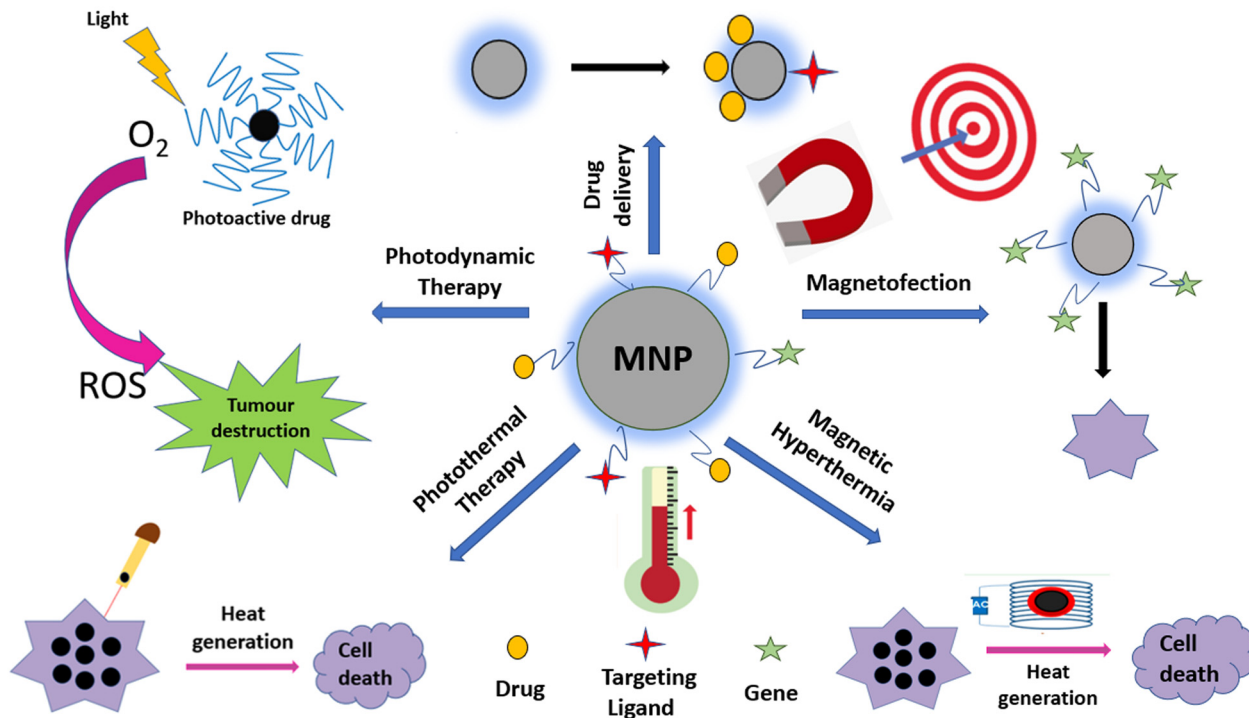 Light
O2
Photoactive drug
ROS
Tumour
destruction
Photodynamic
Therapy
Drug
delivery
Magnetofection
MNP
Photothermal
Therapy
Magnetic
Hyperthermia
Heat
generation
Cell
death
Drug
Targeting
Ligand
Gene
AC
Heat
generation
Cell
death